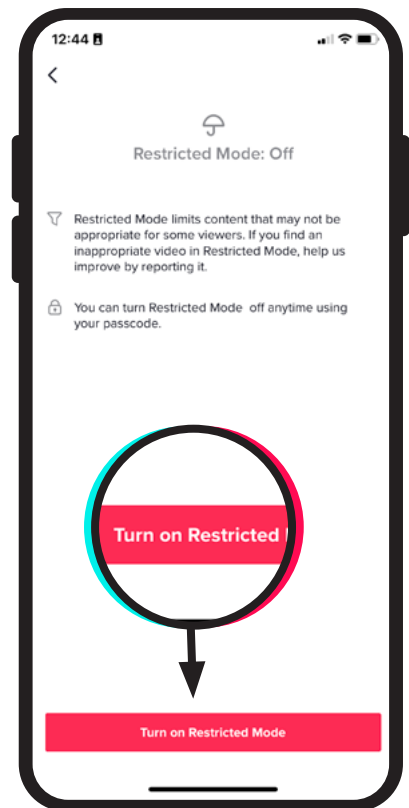 12:44
Restricted Mode: Off
Restricted Mode limits content that may not be
appropriate for some viewers. If you find an
inappropriate video in Restricted Mode, help us
improve by reporting it.
You can turn Restricted Mode off anytime using
your passcode.
Turn on Restricted
Turn on Restricted Mode